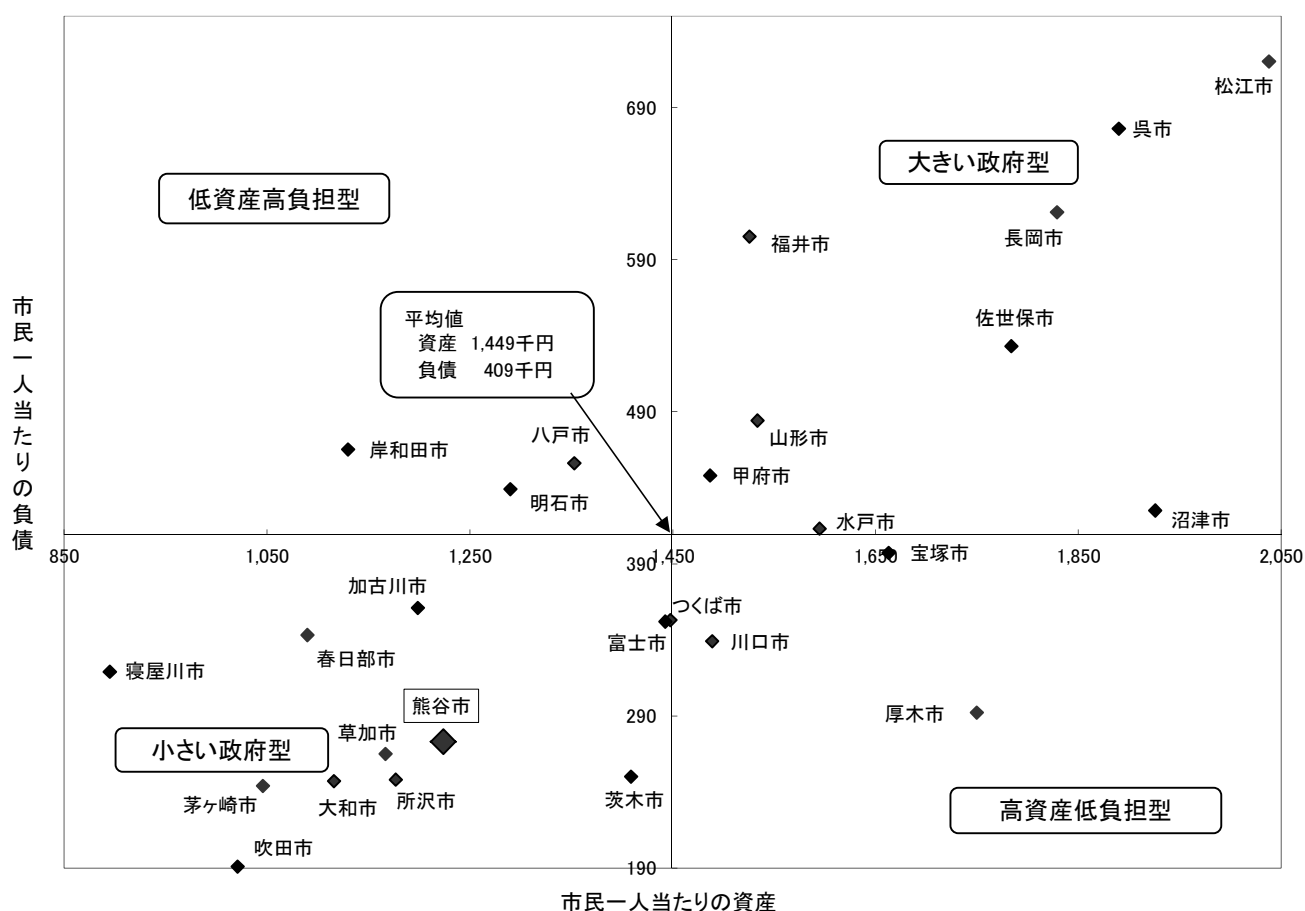 松江市
690
呉市
大きい政府型
低資産高負担型
長岡市
福井市
590
市民一人当たりの負債
平均値
資産 1,449千円
負債 409千円
佐世保市
490
八戸市
山形市
岸和田市
甲府市
明石市
沼津市
水戸市
850
1,050
1,250
1,450
1,650
1,850
2,050
宝塚市
390
加古川市
つくば市
富士市
川口市
春日部市
寝屋川市
熊谷市
290
厚木市
草加市
小さい政府型
茅ヶ崎市
大和市
所沢市
茨木市
高資産低負担型
吹田市
190
市民一人当たりの資産